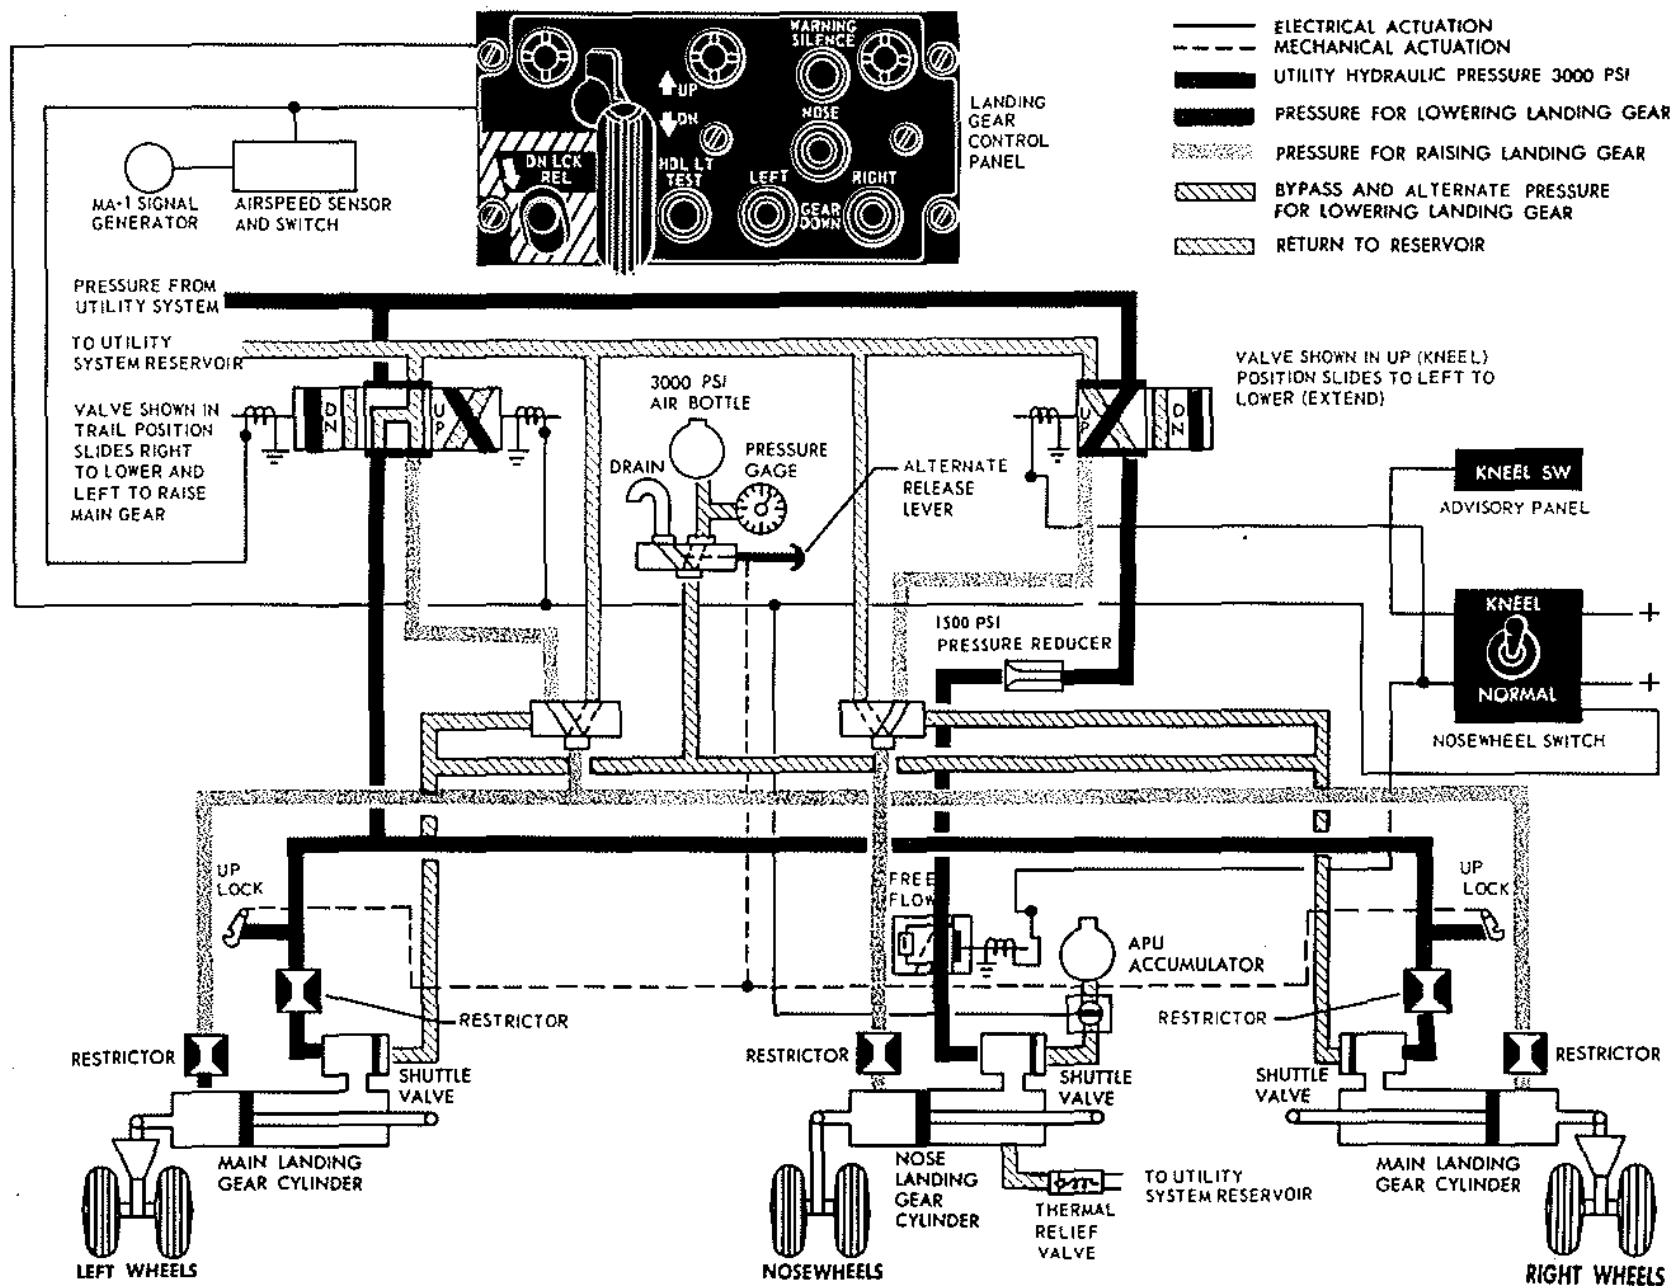 WARNING
SILENCE
UP
DN
NOSE
DN LCK
REL
HDL LT
TEST
LEFT
RIGHT
GEAR
DOWN
LANDING
GEAR
CONTROL
PANEL
ELECTRICAL ACTUATION
MECHANICAL ACTUATION
UTILITY HYDRAULIC PRESSURE 3000 PSI
PRESSURE FOR LOWERING LANDING GEAR
PRESSURE FOR RAISING LANDING GEAR
BYPASS AND ALTERNATE PRESSURE
FOR LOWERING LANDING GEAR
RETURN TO RESERVOIR
MA-1 SIGNAL
GENERATOR
AIRSPEED SENSOR
AND SWITCH
PRESSURE FROM
UTILITY SYSTEM
TO UTILITY
SYSTEM RESERVOIR
VALVE SHOWN IN
TRAIL POSITION
SLIDES RIGHT
TO LOWER AND
LEFT TO RAISE
MAIN GEAR
DN
UP
3000 PSI
AIR BOTTLE
DRAIN
PRESSURE
GAGE
ALTERNATE
RELEASE
LEVER
UP
DN
VALVE SHOWN IN UP (KNEEL)
POSITION SLIDES TO LEFT TO
LOWER (EXTEND)
KNEEL SW
ADVISORY PANEL
KNEEL
NORMAL
+
+
NOSEWHEEL SWITCH
1500 PSI
PRESSURE REDUCER
UP
LOCK
FREE
FLOW
APU
ACCUMULATOR
UP
LOCK
RESTRICTOR
RESTRICTOR
RESTRICTOR
RESTRICTOR
RESTRICTOR
SHUTTLE
VALVE
SHUTTLE
VALVE
SHUTTLE
VALVE
MAIN LANDING
GEAR CYLINDER
NOSE
LANDING
GEAR
CYLINDER
TO UTILITY
SYSTEM RESERVOIR
THERMAL
RELIEF
VALVE
MAIN LANDING
GEAR CYLINDER
LEFT WHEELS
NOSEWHEELS
RIGHT WHEELS